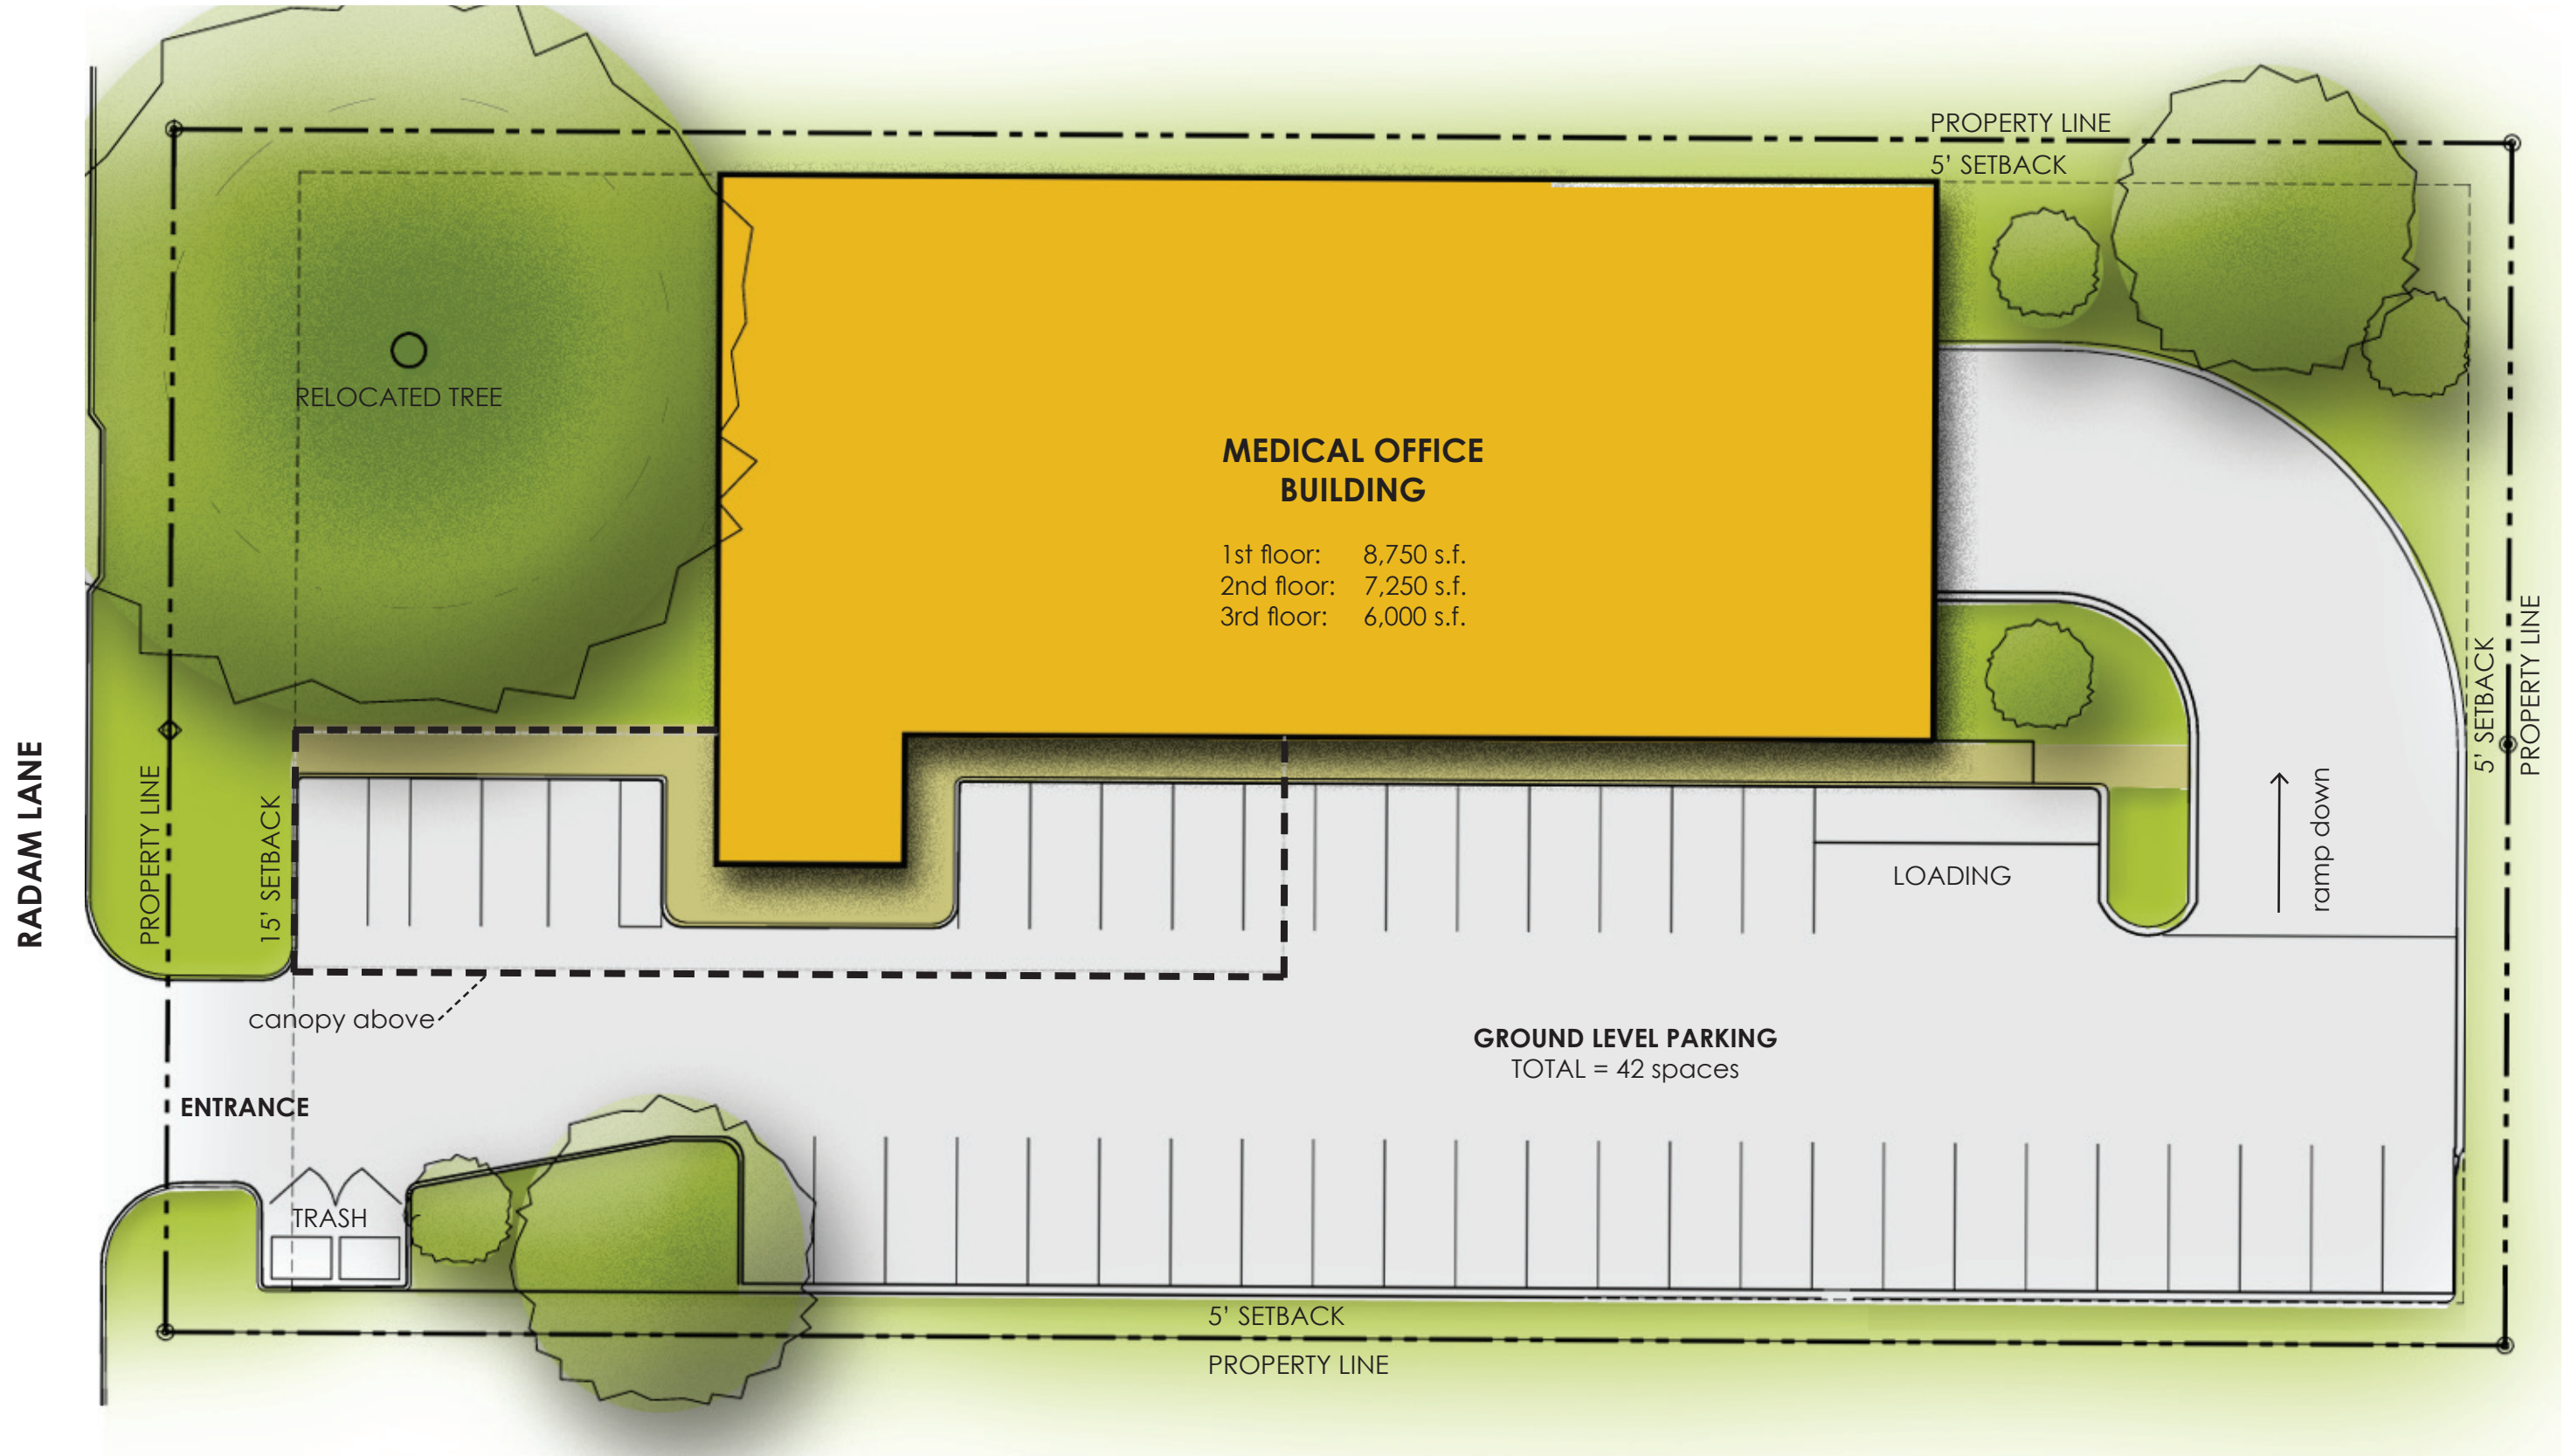 PROPERTY LINE
5’ SETBACK
RELOCATED TREE
MEDICAL OFFICE
BUILDING
1st floor: 8,750 s.f.
2nd floor: 7,250 s.f.
3rd floor: 6,000 s.f.
RADAM LANE
PROPERTY LINE
15’ SETBACK
5’ SETBACK
PROPERTY LINE
ramp down
LOADING
canopy above
GROUND LEVEL PARKING
TOTAL = 42 spaces
ENTRANCE
TRASH
5’ SETBACK
PROPERTY LINE